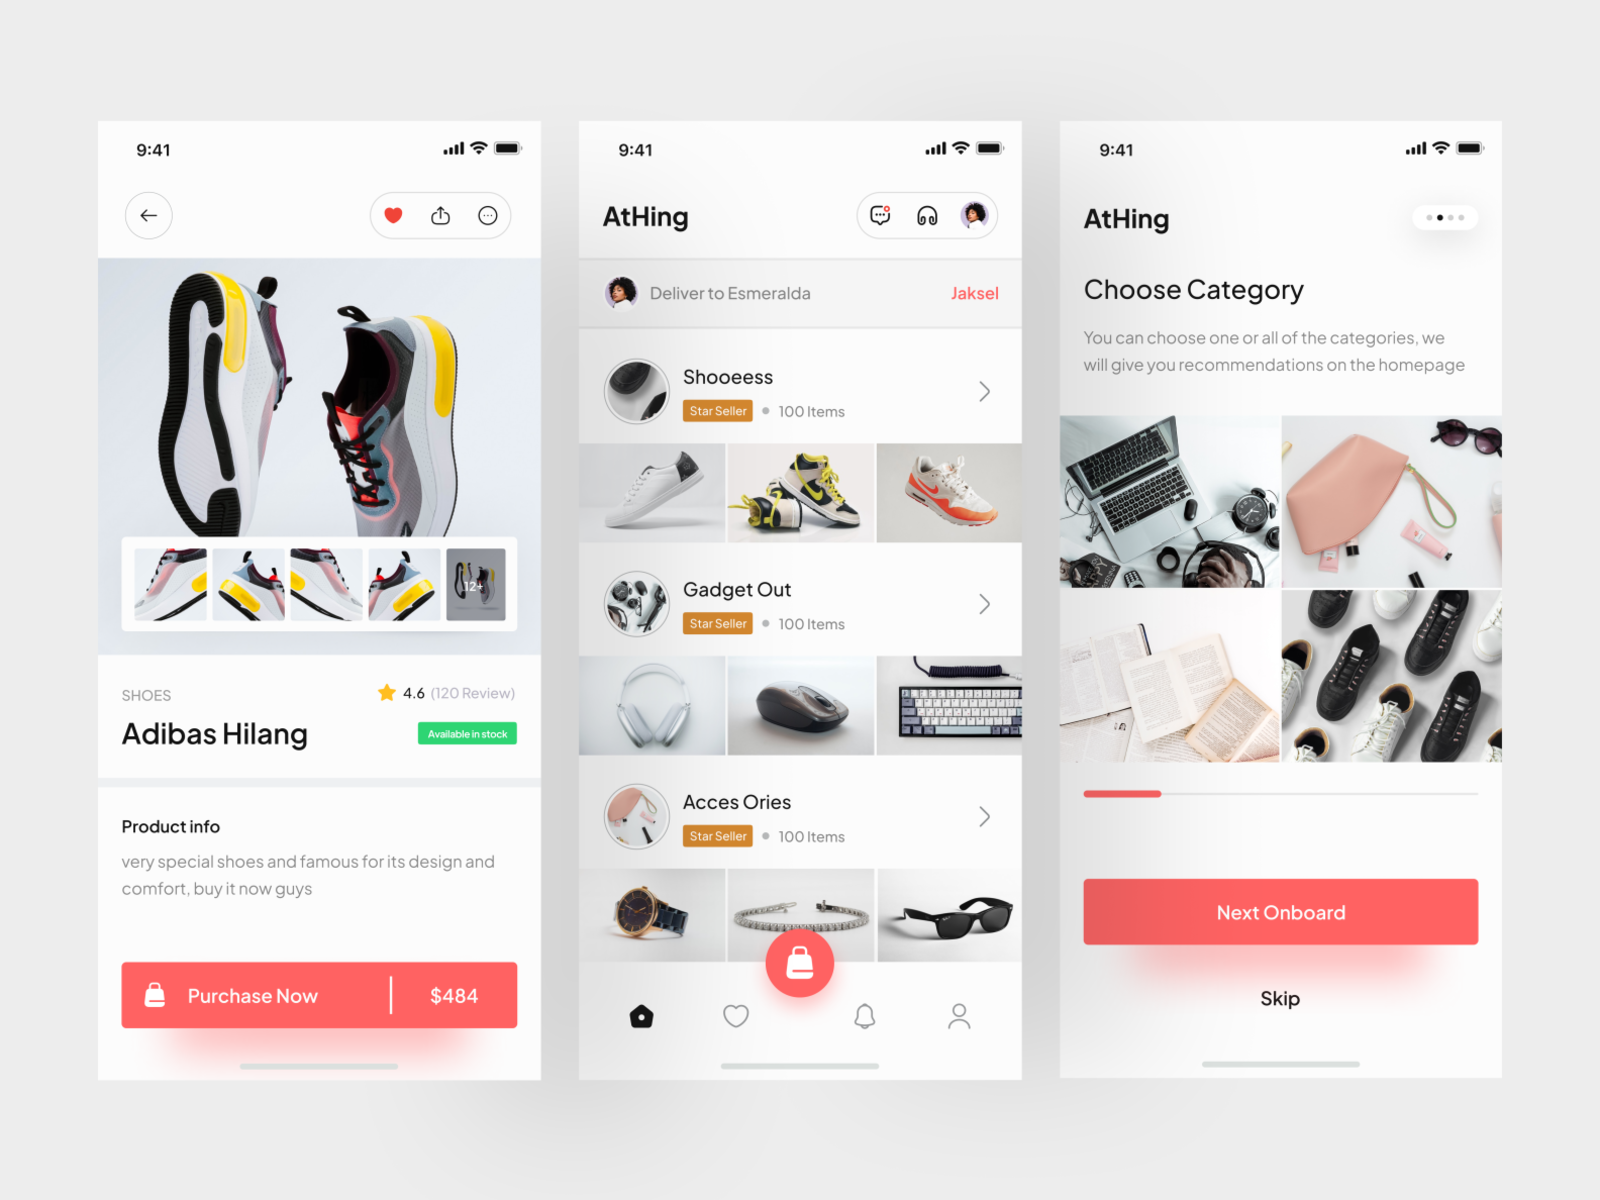 9:41
12+
SHOES
4.6 (120 Review)
Adibas Hilang
Available in stock
Product info
very special shoes and famous for its design and
comfort, buy it now guys
Purchase Now
$484
9:41
AtHing
Deliver to Esmeralda
Jaksel
Shooeess
Star Seller
100 Items
Gadget Out
Star Seller
100 Items
Acces Ories
Star Seller
100 Items
9:41
AtHing
Choose Category
You can choose one or all of the categories, we
will give you recommendations on the homepage
Next Onboard
Skip